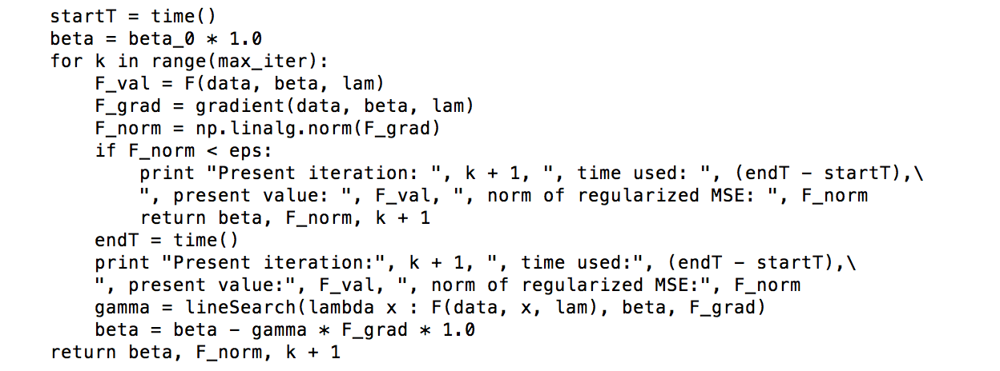 startT = time()
beta = beta_0 * 1.0
for k in range(max_iter):
    F_val = F(data, beta, lam)
    F_grad = gradient(data, beta, lam)
    F_norm = np.linalg.norm(F_grad)
    if F_norm < eps:
        print "Present iteration: ", k + 1, ", time used: ", (endT - startT),\
        ", present value: ", F_val, ", norm of regularized MSE: ", F_norm
        return beta, F_norm, k + 1
    endT = time()
    print "Present iteration:", k + 1, ", time used:", (endT - startT),\
    ", present value:", F_val, ", norm of regularized MSE:", F_norm
    gamma = lineSearch(lambda x : F(data, x, lam), beta, F_grad)
    beta = beta - gamma * F_grad * 1.0
return beta, F_norm, k + 1